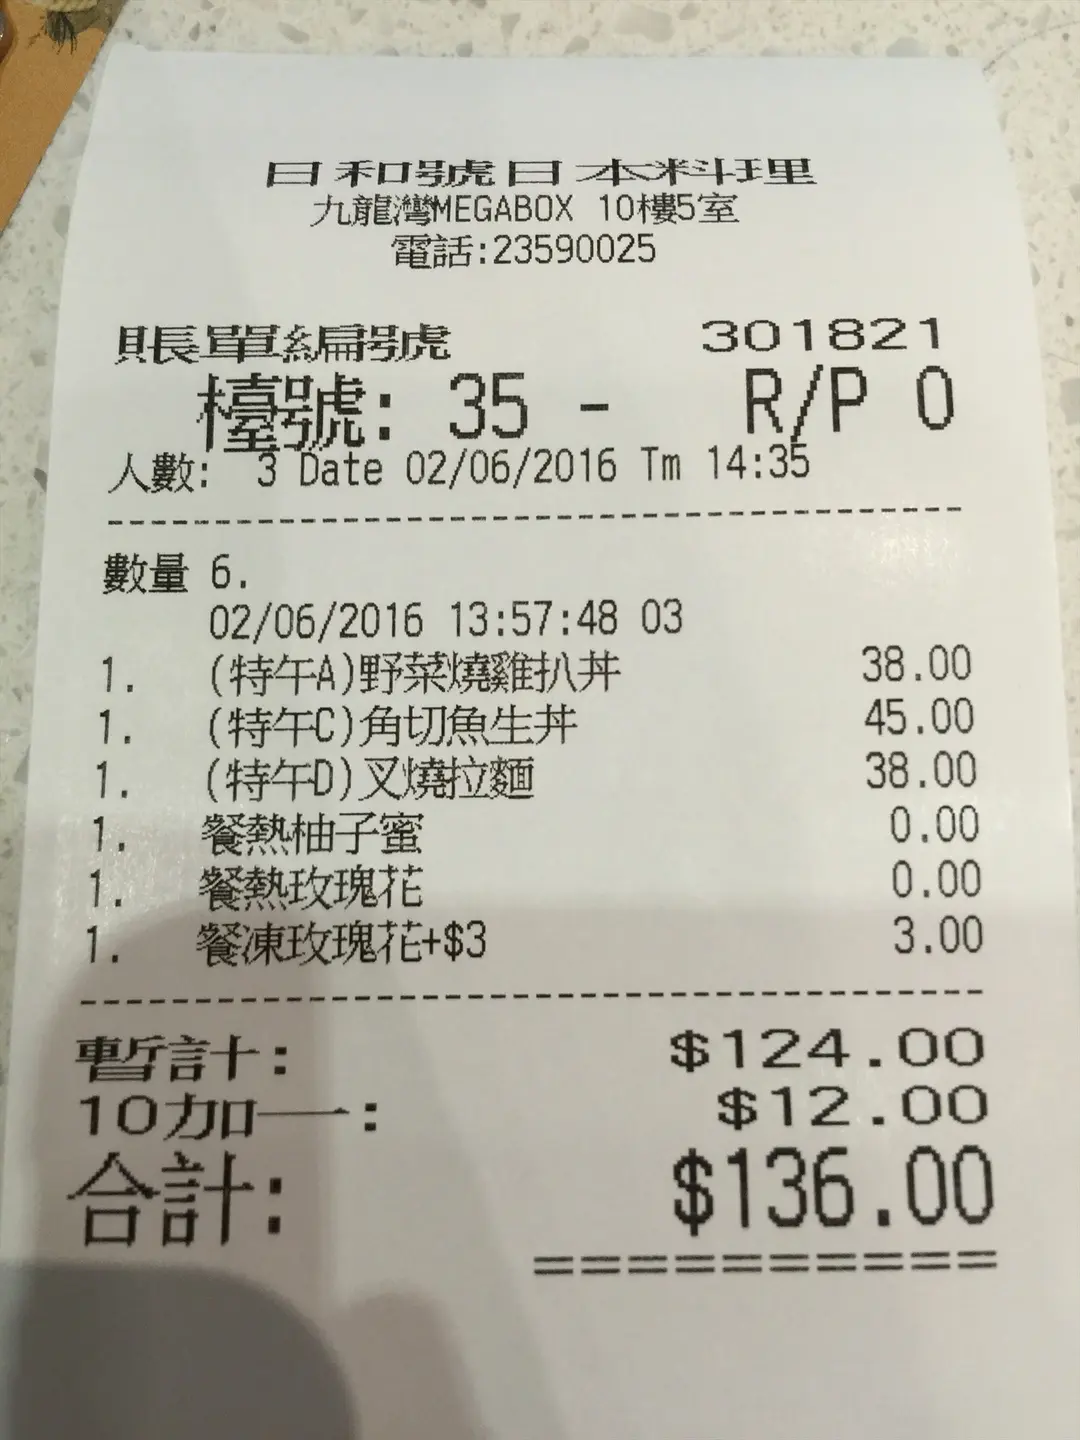 日和號日本料理
九龍灣MEGABOX 10樓5室
電話:23590025
賬單編號 301821
檯號: 35 - R/P 0
人數: 3 Date 02/06/2016 Tm 14:35
數量 6.
02/06/2016 13:57:48 03
1. (特午A)野菜燒雞扒丼 38.00
1. (特午C)角切魚生丼 45.00
1. (特午D)叉燒拉麵 38.00
1. 餐熱柚子蜜 0.00
1. 餐熱玫瑰花 0.00
1. 餐凍玫瑰花+$3 3.00
暫計: $124.00
10加一: $12.00
合計: $136.00